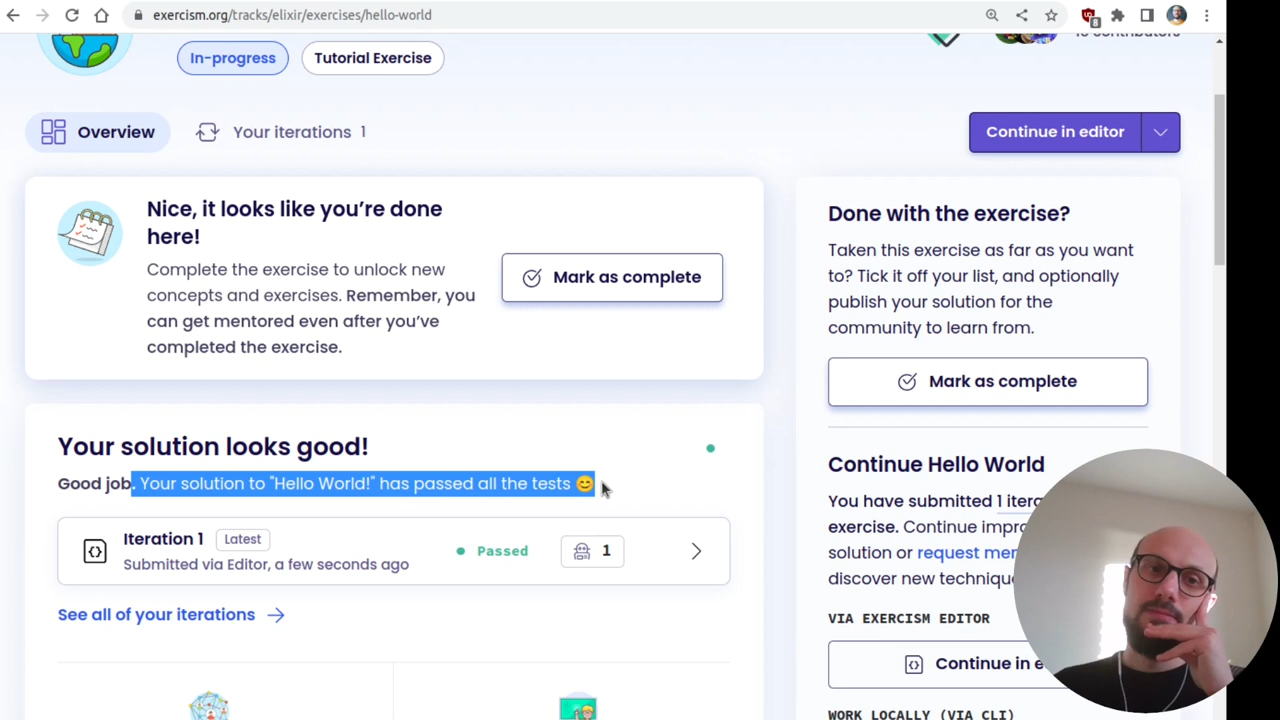 exercism.org/tracks/elixir/exercises/hello-world
8
In-progress
Tutorial Exercise
contributors
Overview
Your iterations 1
Continue in editor
Nice, it looks like you’re done
here!
Complete the exercise to unlock new
concepts and exercises. Remember, you
can get mentored even after you’ve
completed the exercise.
Mark as complete
Your solution looks good!
Good job. Your solution to "Hello World!" has passed all the tests 😊
Iteration 1
Latest
Submitted via Editor, a few seconds ago
Passed
1
See all of your iterations
Done with the exercise?
Taken this exercise as far as you want
to? Tick it off your list, and optionally
publish your solution for the
community to learn from.
Mark as complete
Continue Hello World
You have submitted 1 itera
exercise. Continue impro
solution or request men
discover new technique
VIA EXERCISM EDITOR
Continue in e
WORK LOCALLY (VIA CLI)